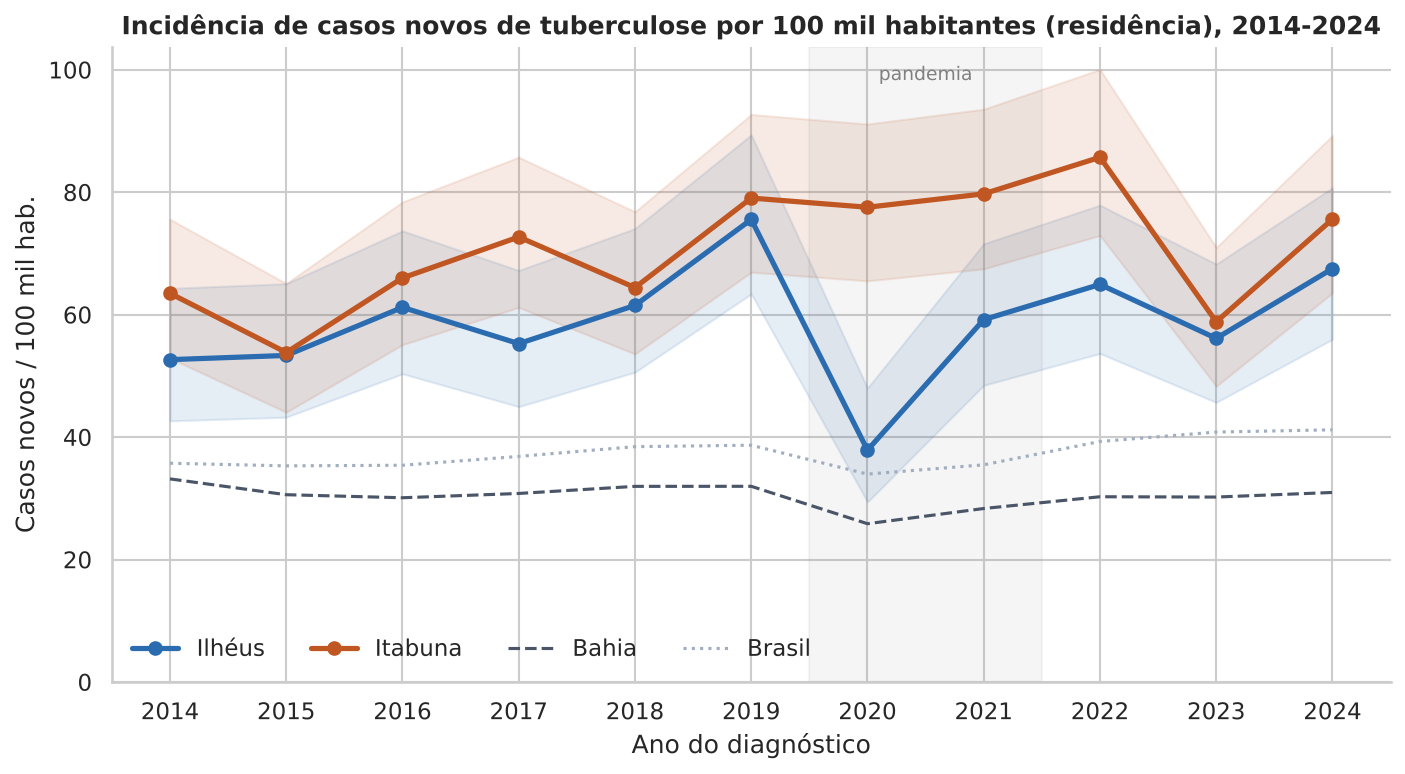 Incidência de casos novos de tuberculose por 100 mil habitantes (residência), 2014-2024
pandemia
Casos novos / 100 mil hab.
100
80
60
40
20
0
Ilhéus Itabuna Bahia Brasil
2014 2015 2016 2017 2018 2019 2020 2021 2022 2023 2024
Ano do diagnóstico